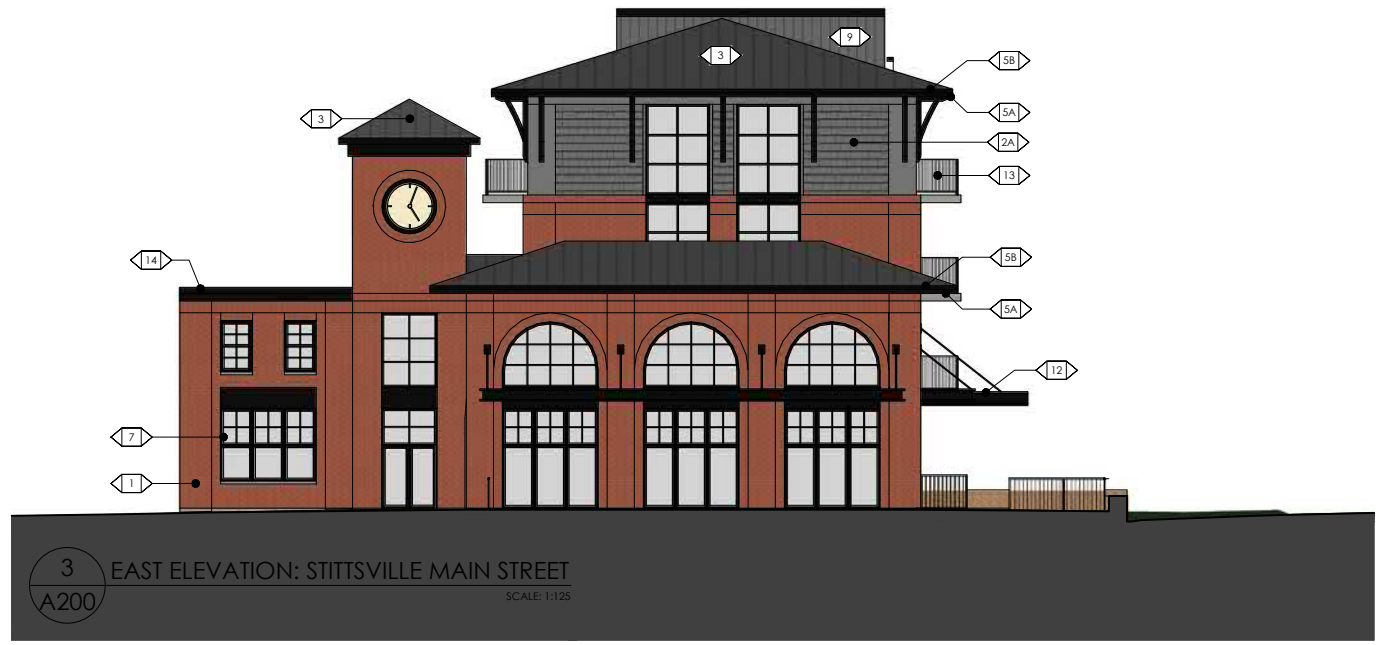 9
3
5B
5A
3
2A
13
14
5B
5A
12
7
1
3
A200
EAST ELEVATION: STITTSVILLE MAIN STREET
SCALE: 1:125